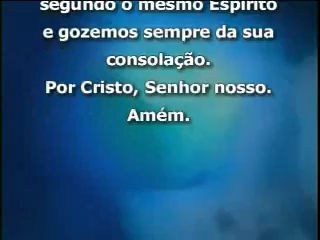 segundo o mesmo Espírito
e gozemos sempre da sua
consolação.
Por Cristo, Senhor nosso.
Amém.